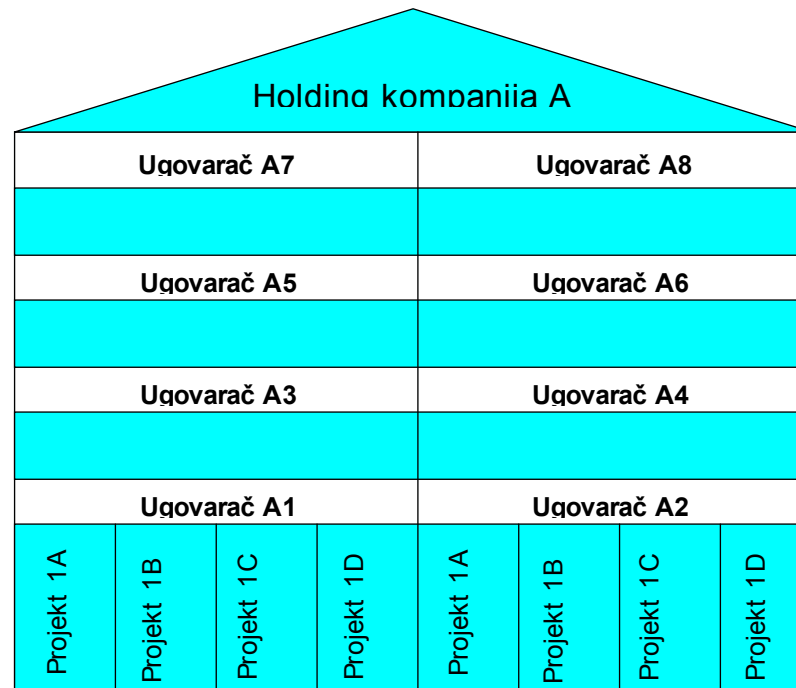 Holding kompanija A
Ugovarač A7
Ugovarač A8
Ugovarač A5
Ugovarač A6
Ugovarač A3
Ugovarač A4
Ugovarač A1
Ugovarač A2
Projekt 1A
Projekt 1B
Projekt 1C
Projekt 1D
Projekt 1A
Projekt 1B
Projekt 1C
Projekt 1D